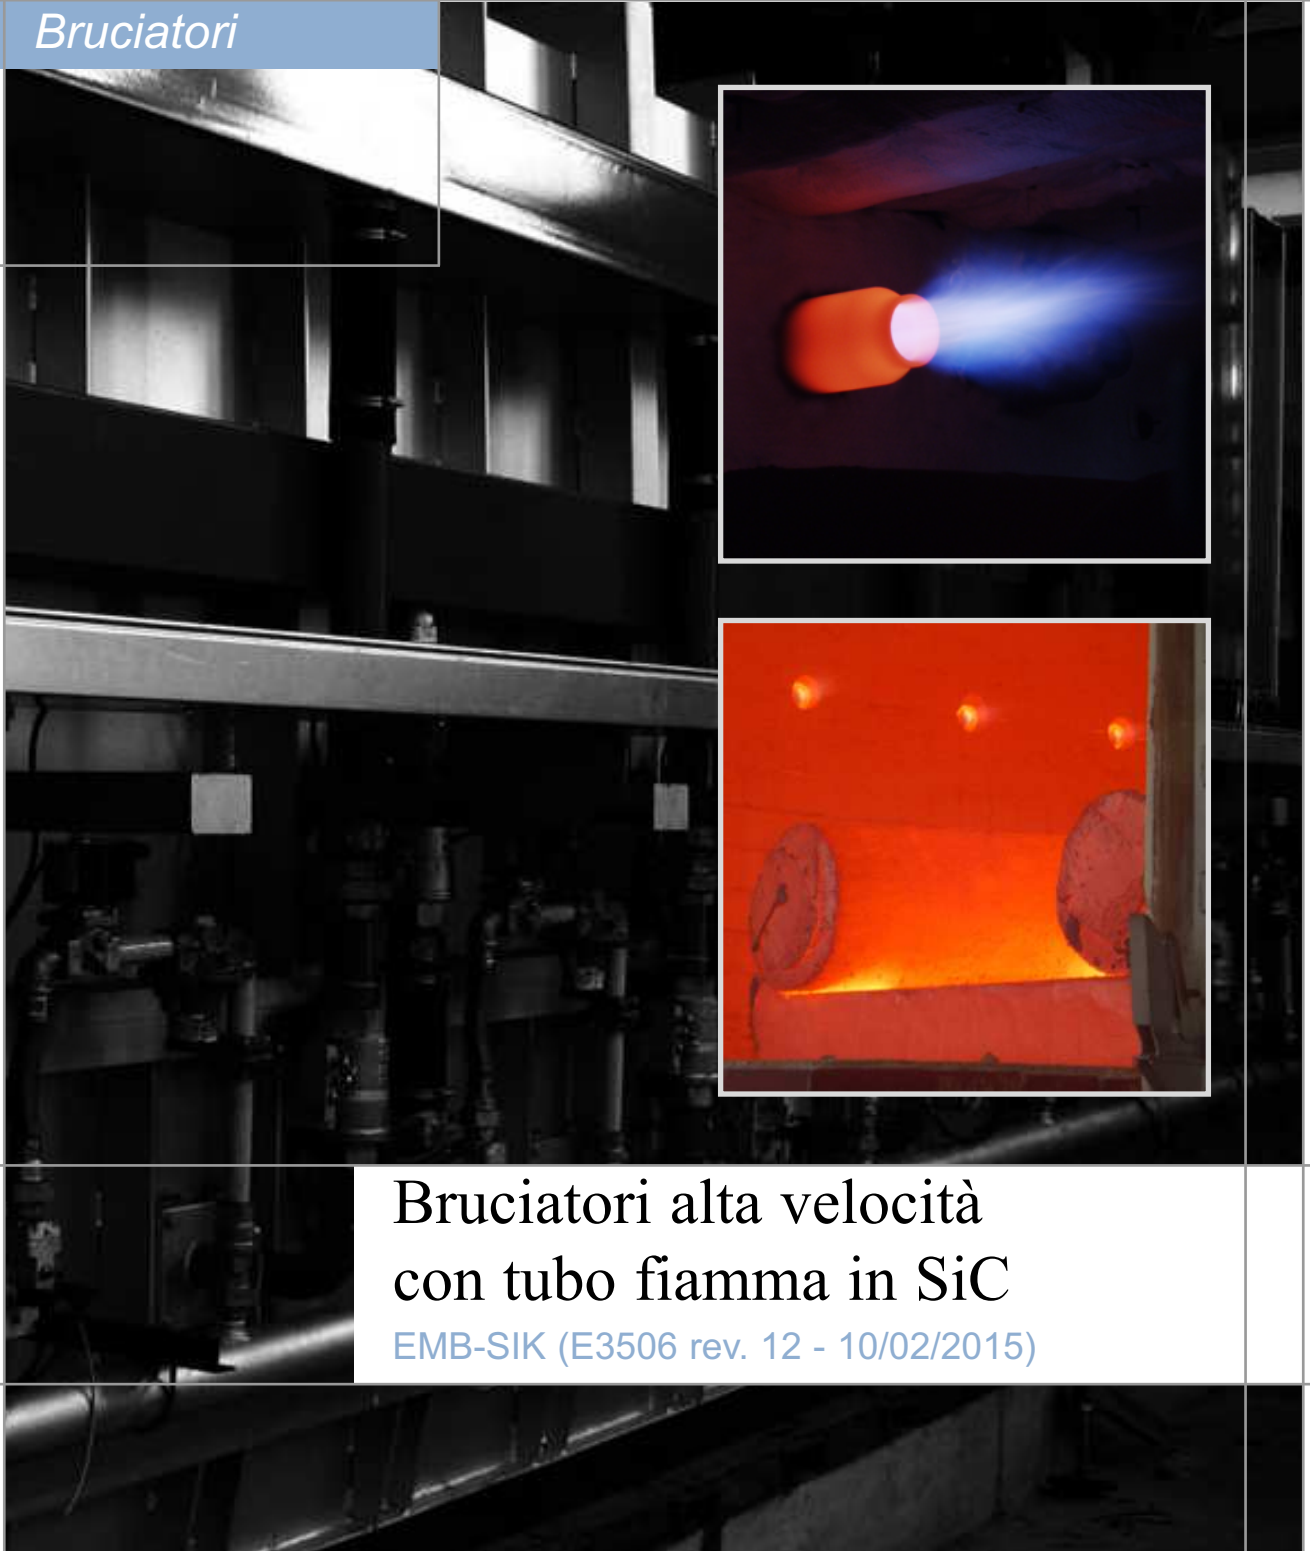 Bruciatori
Bruciatori alta velocità
con tubo fiamma in SiC
EMB-SIK (E3506 rev. 12 - 10/02/2015)